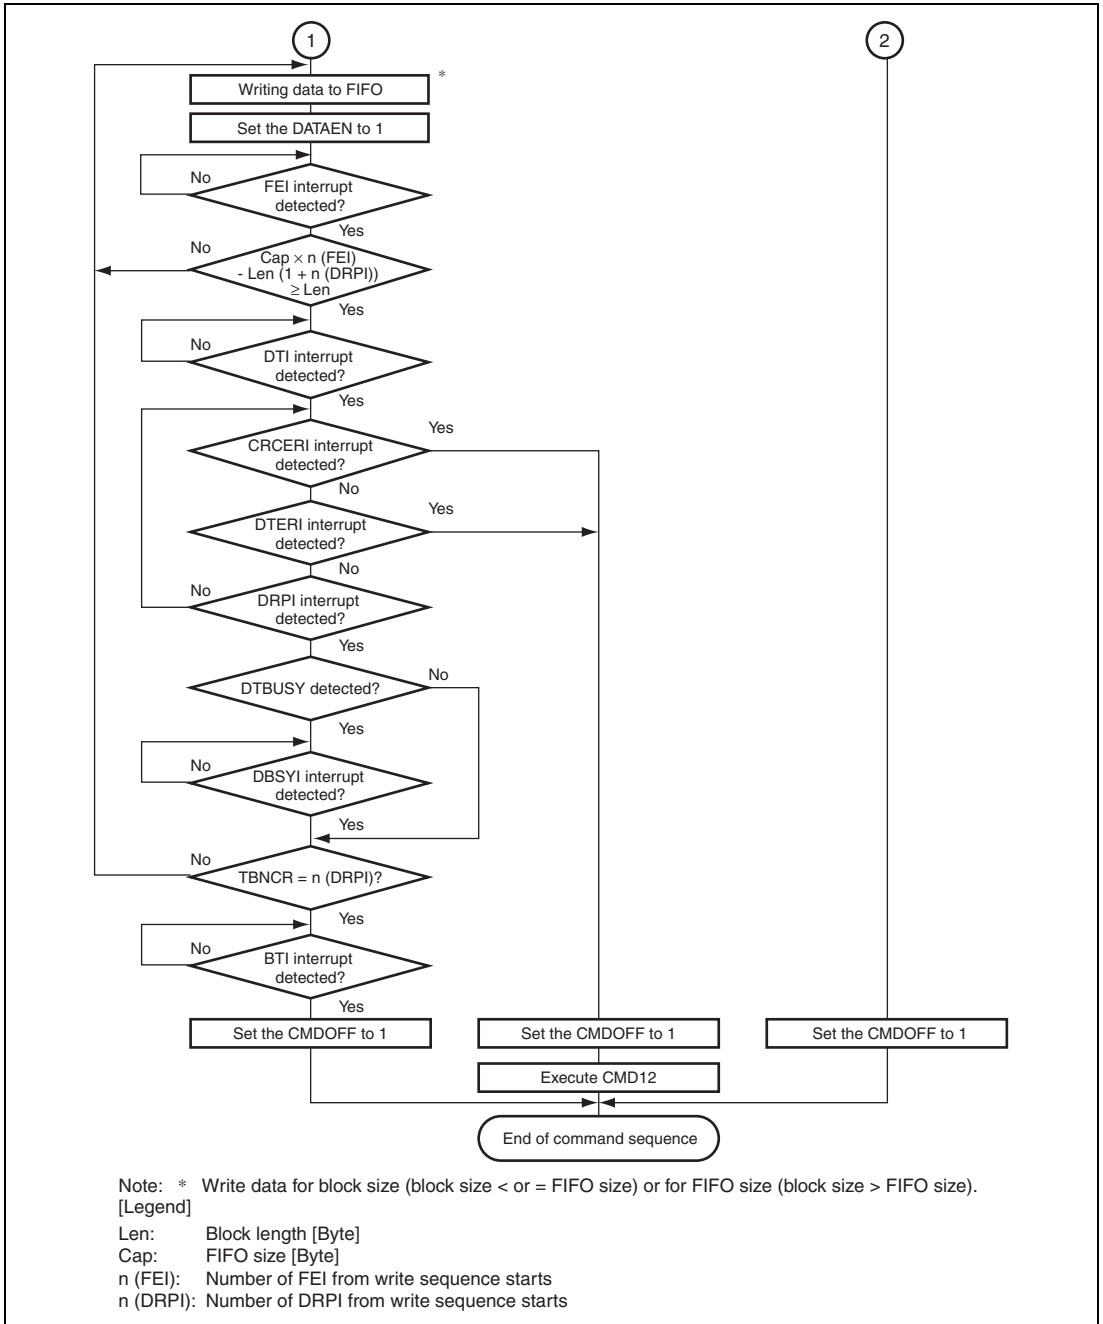 1
2
Writing data to FIFO
*
Set the DATAEN to 1
No
FEI interrupt
detected?
Yes
No
Cap × n (FEI)
- Len (1 + n (DRPI))
≥ Len
Yes
No
DTI interrupt
detected?
Yes
Yes
CRCERI interrupt
detected?
No
Yes
DTERI interrupt
detected?
No
No
DRPI interrupt
detected?
Yes
No
DTBUSY detected?
Yes
No
DBSYI interrupt
detected?
Yes
No
TBNCR = n (DRPI)?
Yes
No
BTI interrupt
detected?
Yes
Set the CMDOFF to 1
Set the CMDOFF to 1
Set the CMDOFF to 1
Execute CMD12
End of command sequence
Note: * Write data for block size (block size < or = FIFO size) or for FIFO size (block size > FIFO size).
[Legend]
Len: Block length [Byte]
Cap: FIFO size [Byte]
n (FEI): Number of FEI from write sequence starts
n (DRPI): Number of DRPI from write sequence starts